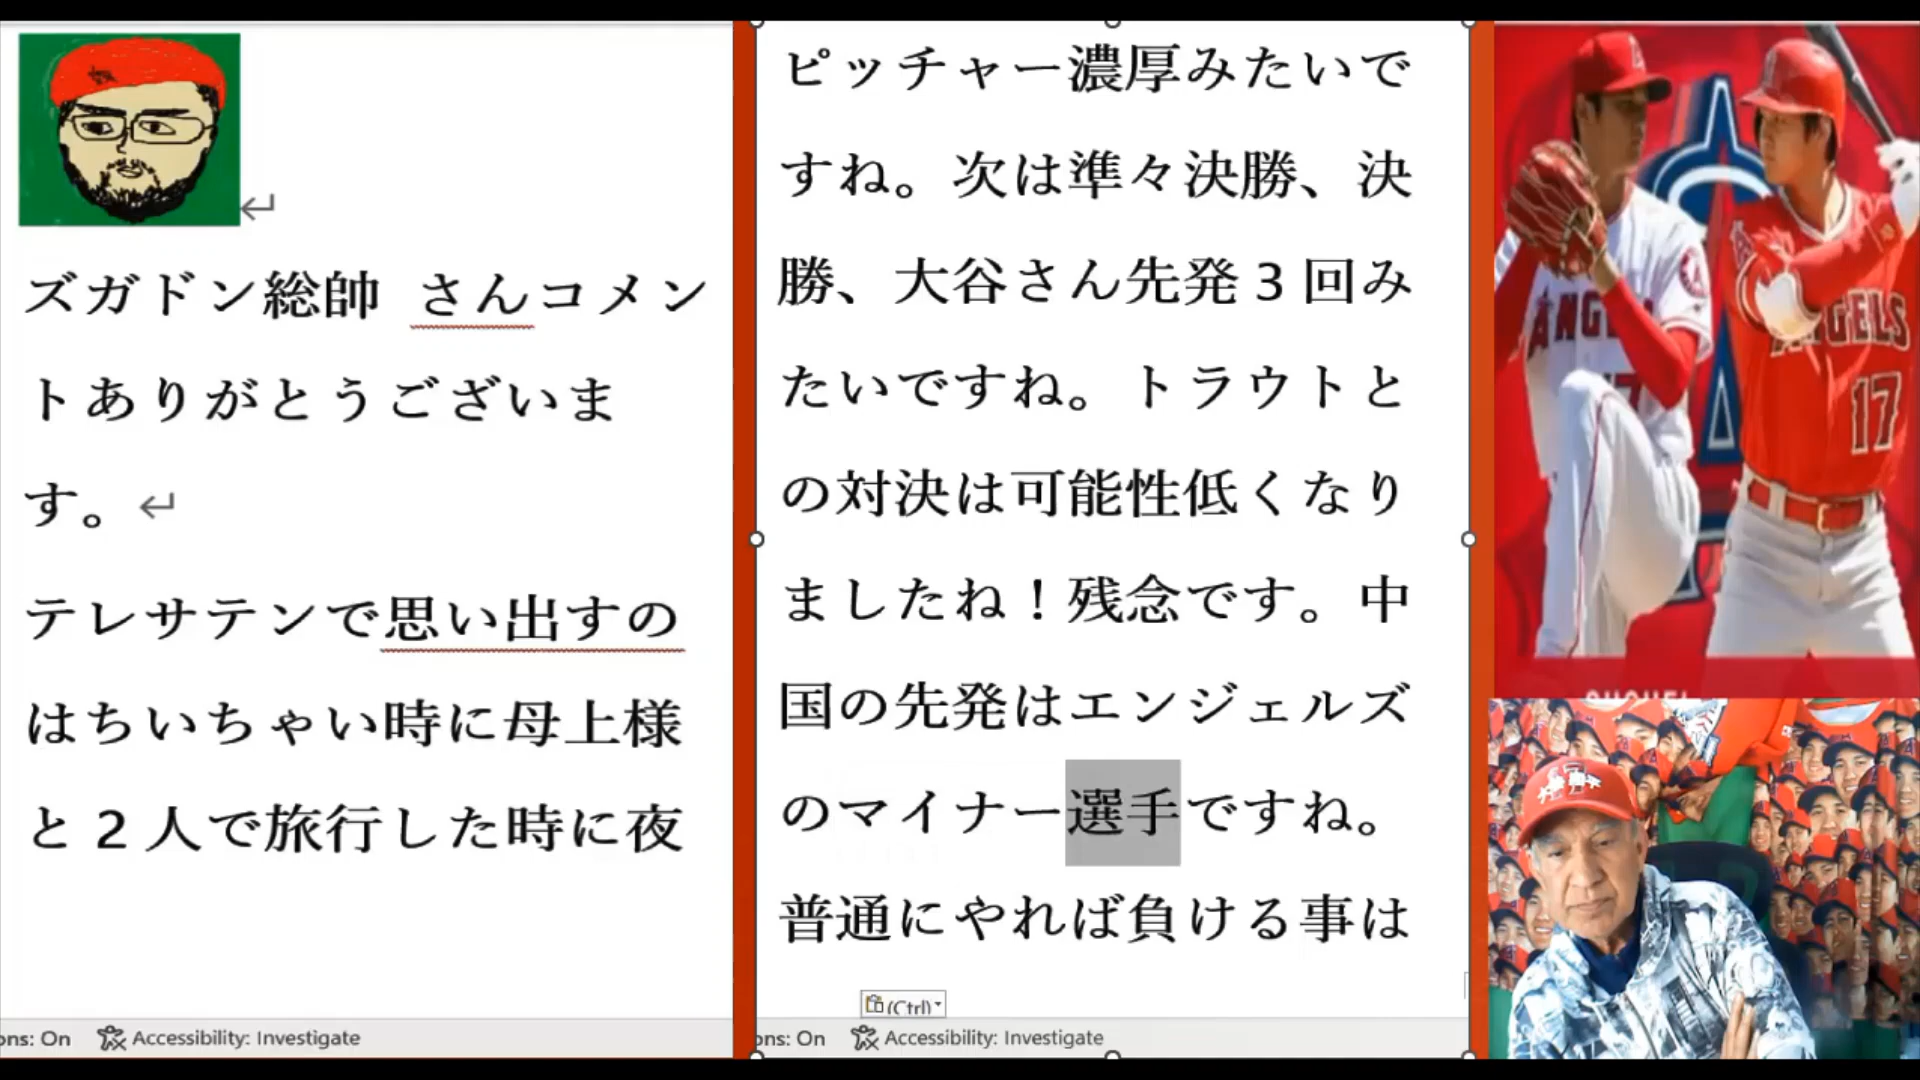 ズガドン総帥 さんコメン
トありがとうございま
す。
テレサテンで思い出すの
はちいちゃい時に母上様
と2人で旅行した時に夜
ons: On Accessibility: Investigate
ピッチャー濃厚みたいで
すね。次は準々決勝、決
勝、大谷さん先発3回み
たいですね。トラウトと
の対決は可能性低くなり
ましたね！残念です。中
国の先発はエンジェルズ
のマイナー選手ですね。
普通にやれば負ける事は
(Ctrl)
ons: On Accessibility: Investigate
ANGELS
17